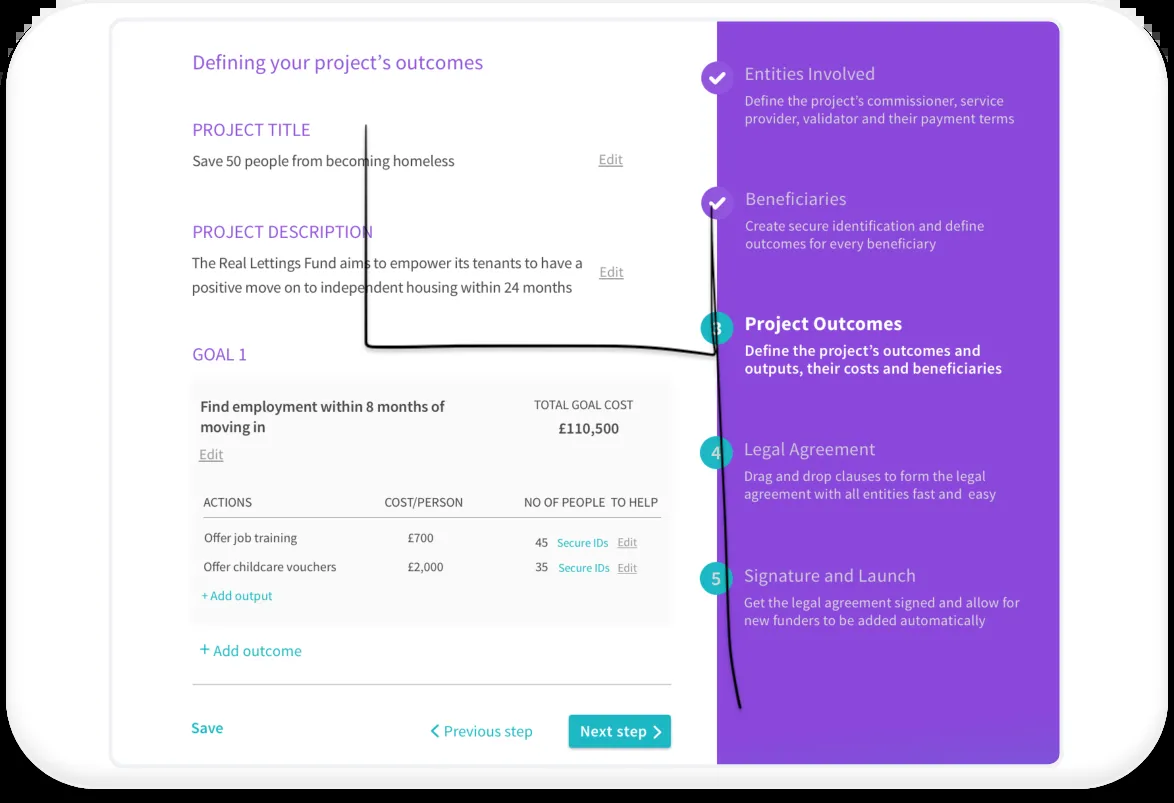 Defining your project's outcomes
PROJECT TITLE
Save 50 people from becoming homeless
Edit
PROJECT DESCRIPTION
The Real Lettings Fund aims to empower its tenants to have a
positive move on to independent housing within 24 months
Edit
GOAL 1
Find employment within 8 months of
moving in
Edit
TOTAL GOAL COST
£110,500
ACTIONS COST/PERSON NO OF PEOPLE TO HELP
Offer job training £700 45 Secure IDs Edit
Offer childcare vouchers £2,000 35 Secure IDs Edit
+ Add output
+ Add outcome
Save
Previous step
Next step
Entities Involved
Define the project's commissioner, service
provider, validator and their payment terms
Beneficiaries
Create secure identification and define
outcomes for every beneficiary
3 Project Outcomes
Define the project's outcomes and
outputs, their costs and beneficiaries
4 Legal Agreement
Drag and drop clauses to form the legal
agreement with all entities fast and easy
5 Signature and Launch
Get the legal agreement signed and allow for
new funders to be added automatically